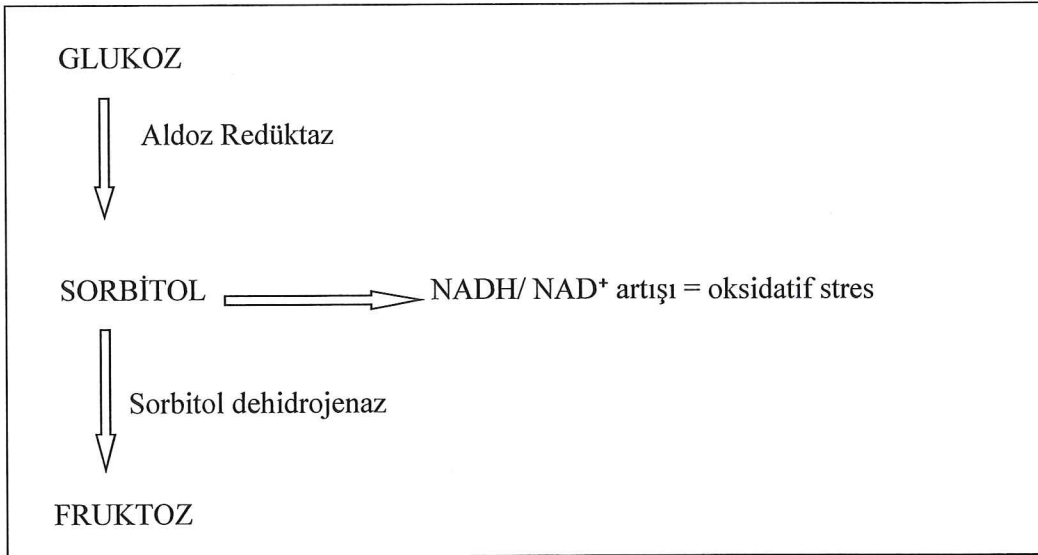 GLUKOZ
Aldoz Redüktaz
SORBİTOL
NADH/ NAD⁺ artışı = oksidatif stres
Sorbitol dehidrojenaz
FRUKTOZ